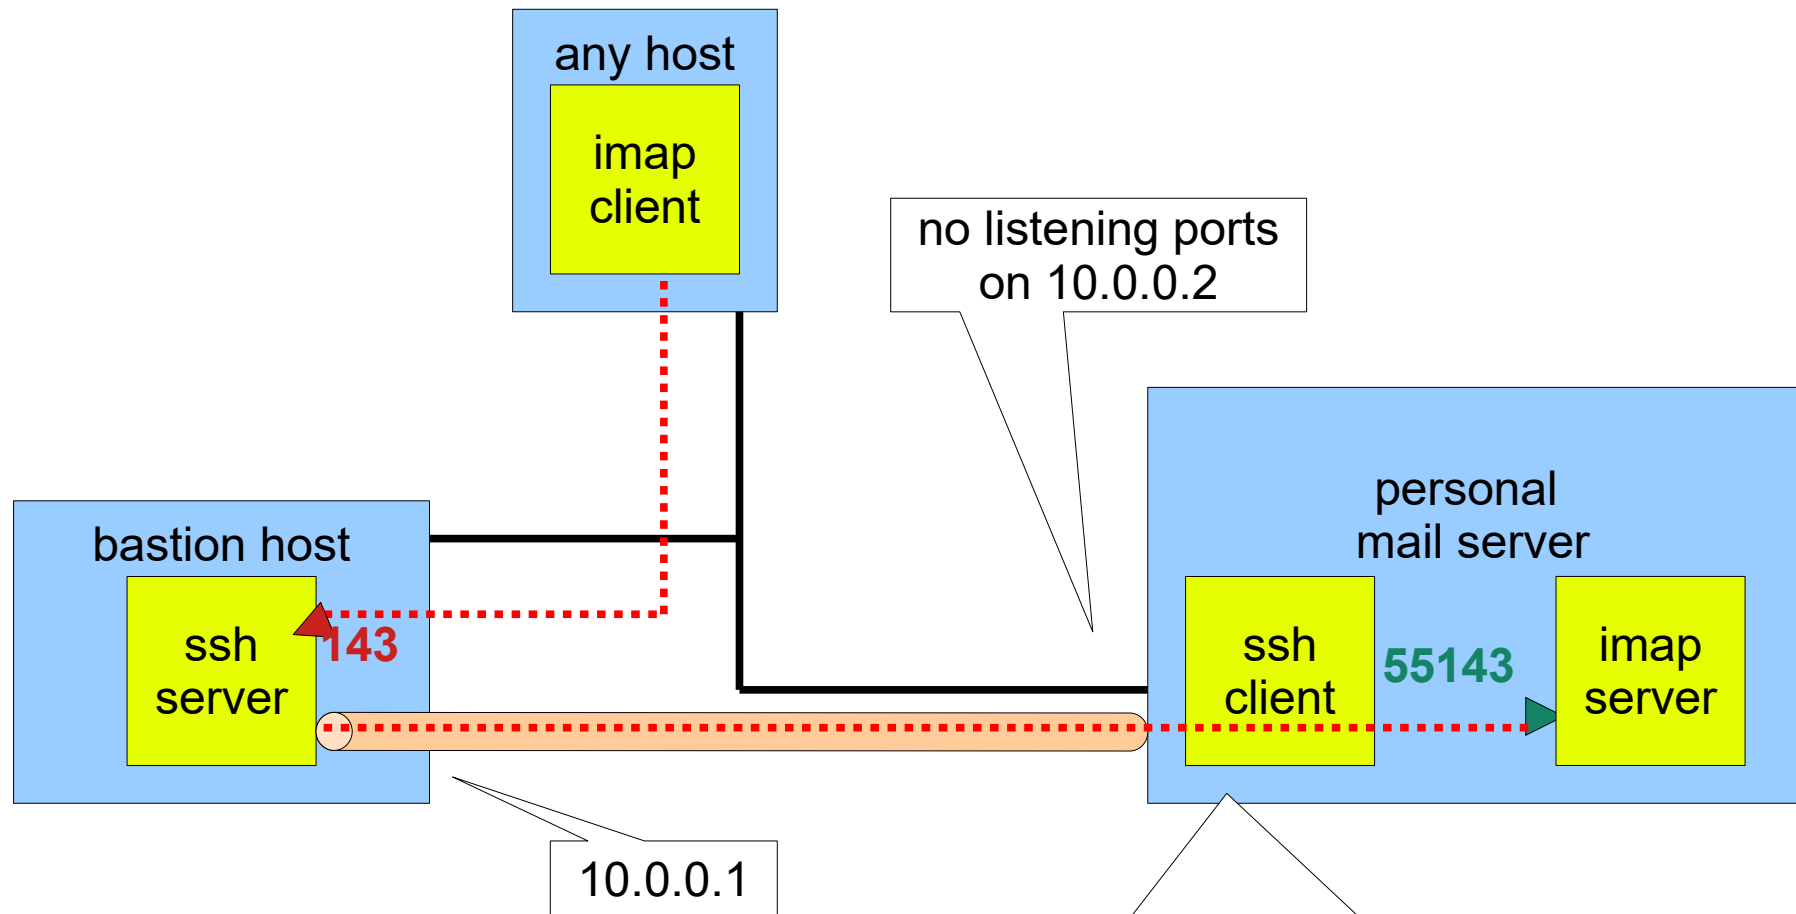 any host
imap
client
no listening ports
on 10.0.0.2
bastion host
ssh
server
143
personal
mail server
ssh
client
55143
imap
server
10.0.0.1